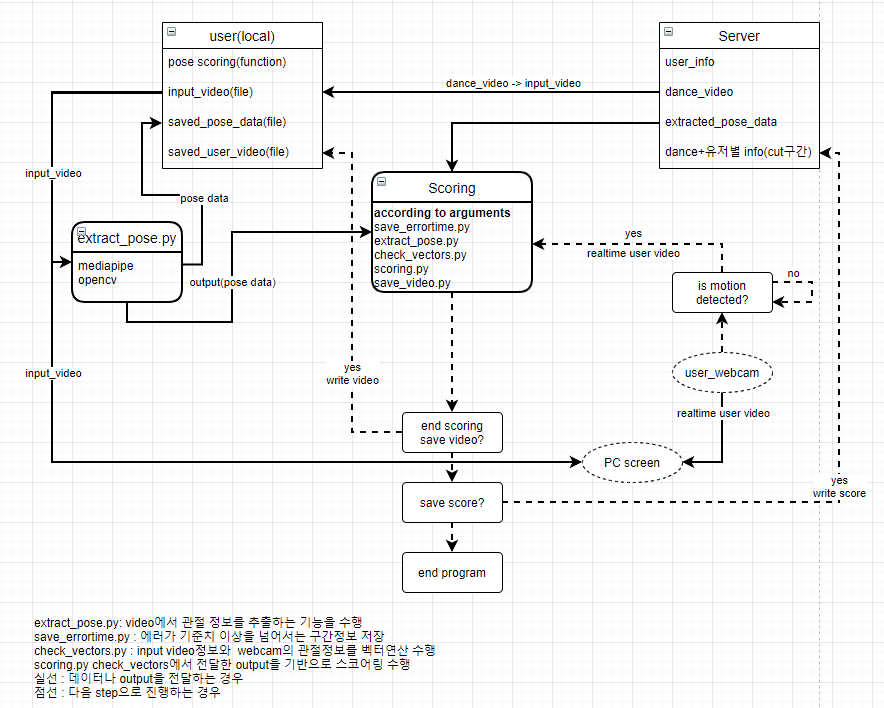 user(local)
pose scoring(function)
input_video(file)
saved_pose_data(file)
saved_user_video(file)
Server
user_info
dance_video
extracted_pose_data
dance+유저별 info(cut구간)
dance_video -> input_video
input_video
pose data
Scoring
according to arguments
save_errortime.py
extract_pose.py
check_vectors.py
scoring.py
save_video.py
extract_pose.py
mediapipe
opencv
output(pose data)
yes
realtime user video
is motion
detected?
no
input_video
yes
write video
user_webcam
realtime user video
end scoring
save video?
PC screen
yes
write score
save score?
end program
extract_pose.py: video에서 관절 정보를 추출하는 기능을 수행
save_errortime.py : 에러가 기준치 이상을 넘어서는 구간정보 저장
check_vectors.py : input video정보와 webcam의 관절정보를 벡터연산 수행
scoring.py check_vectors에서 전달한 output을 기반으로 스코어링 수행
실선 : 데이터나 output을 전달하는 경우
점선 : 다음 step으로 진행하는 경우